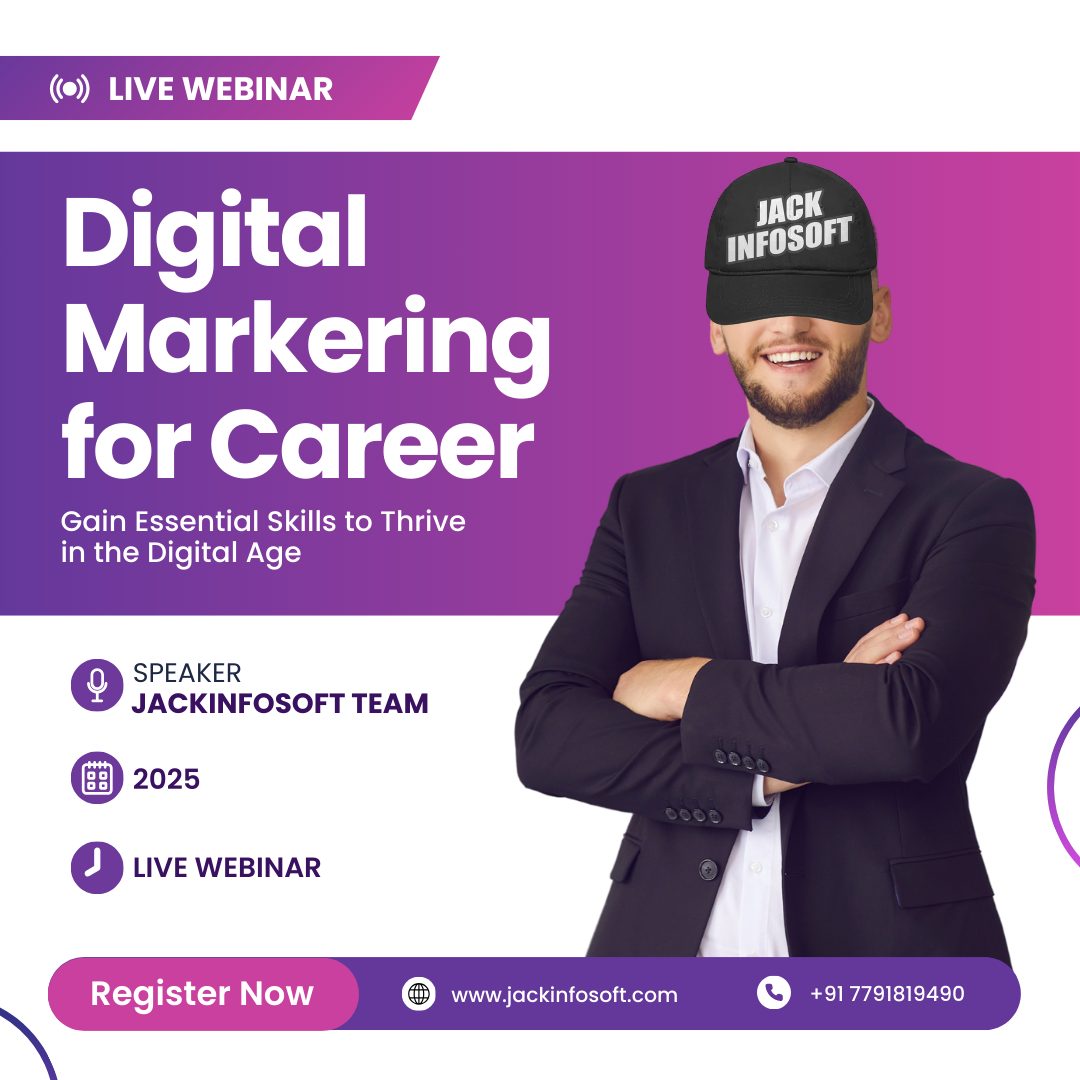 LIVE WEBINAR
Digital
Markering
for Career
Gain Essential Skills to Thrive
in the Digital Age
JACK
INFOSOFT
SPEAKER
JACKINFOSOFT TEAM
2025
LIVE WEBINAR
Register Now
www.jackinfosoft.com
+91 7791819490